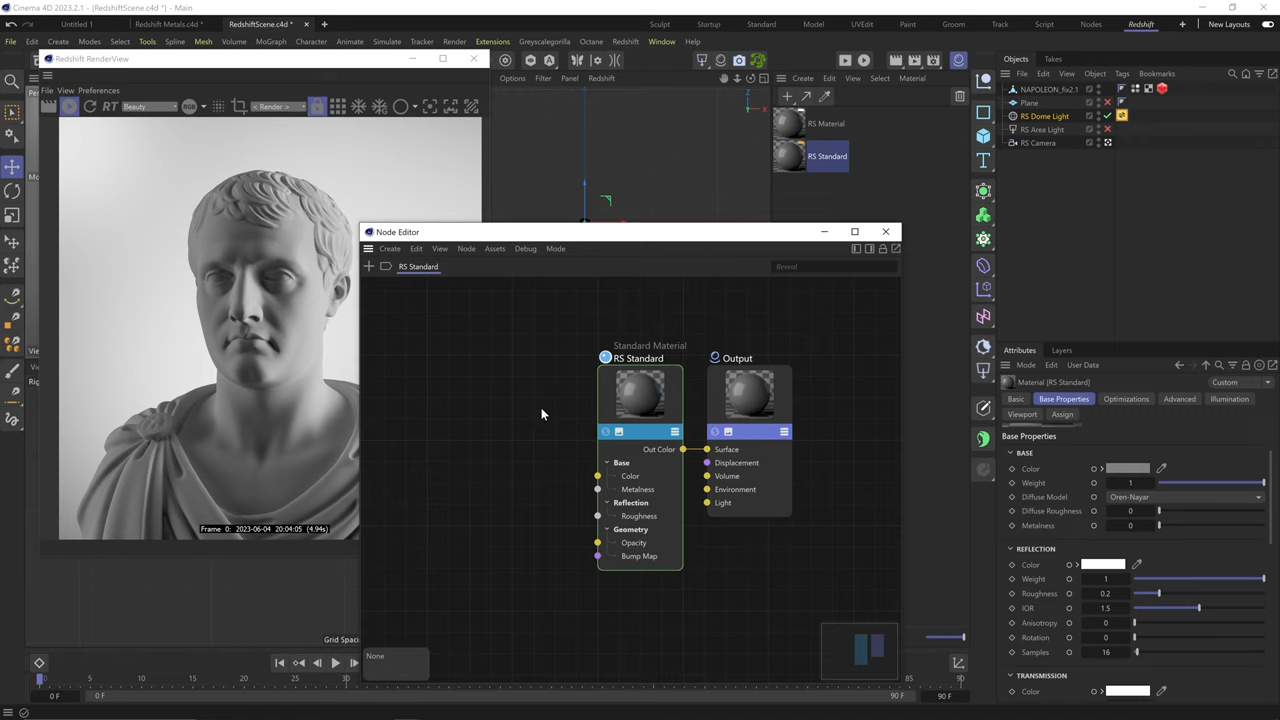 Cinema 4D 2023.2.1 - [RedshiftScene.c4d *] - Main
Untitled 1
Redshift Metals.c4d *
RedshiftScene.c4d *
Sculpt
Startup
Standard
Model
UVEdit
Paint
Groom
Track
Script
Nodes
Redshift
New Layouts
File Edit Create Modes Select Tools Spline Mesh Volume MoGraph Character Animate Simulate Tracker Render Extensions Greyscalegorilla Octane Redshift Window Help
Redshift RenderView
File View Preferences
RT
Beauty
RGB
< Render >
Frame 0: 2023-06-04 20:04:05 (4.94s)
Options Filter Panel Redshift
Z
X
Create Edit View Select Material
RS Material
RS Standard
Node Editor
Create Edit View Node Assets Debug Mode
RS Standard
Reveal
Standard Material
RS Standard
Output
Out Color
Base
Color
Metalness
Reflection
Roughness
Geometry
Opacity
Bump Map
Surface
Displacement
Volume
Environment
Light
None
Objects Takes
File Edit View Object Tags Bookmarks
NAPOLEON_fix2.1
Plane
RS Dome Light
RS Area Light
RS Camera
Attributes Layers
Mode Edit User Data
Material [RS Standard]
Custom
Basic Base Properties Optimizations Advanced Illumination
Viewport Assign
Base Properties
BASE
Color
Weight 1
Diffuse Model Oren-Nayar
Diffuse Roughness 0
Metalness 0
REFLECTION
Color
Weight 1
Roughness 0.2
IOR 1.5
Anisotropy 0
Rotation 0
Samples 16
TRANSMISSION
Color
Grid Spaci
0 5 10 15 20 25 30
85 90
0 F
0 F
90 F
90 F